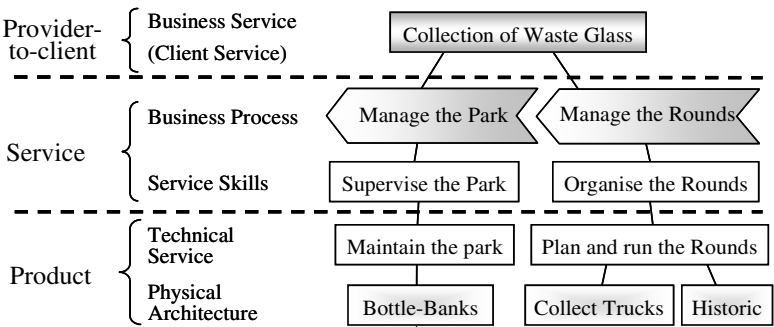 Provider-
to-client
Business Service
(Client Service)
Collection of Waste Glass
Service
Business Process
Manage the Park
Manage the Rounds
Service Skills
Supervise the Park
Organise the Rounds
Product
Technical
Service
Maintain the park
Plan and run the Rounds
Physical
Architecture
Bottle-Banks
Collect Trucks
Historic